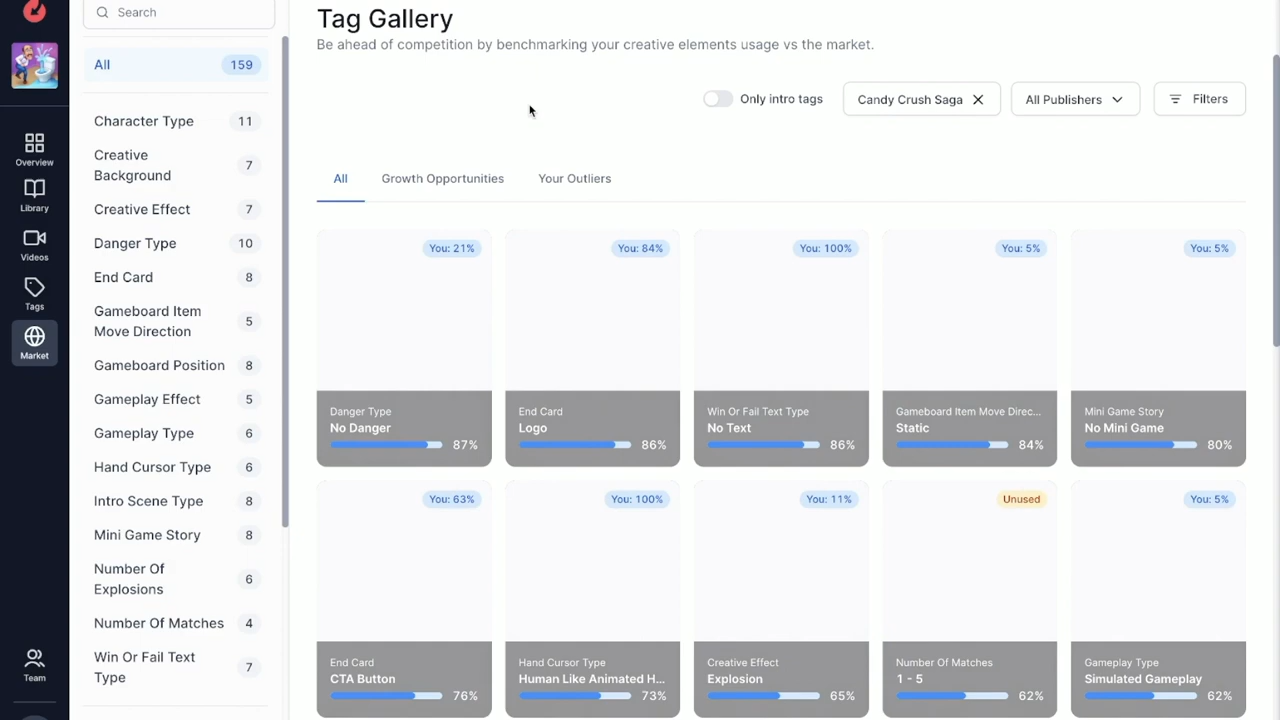 Search
All 159
Character Type 11
Creative
Background 7
Creative Effect 7
Danger Type 10
End Card 8
Gameboard Item
Move Direction 5
Gameboard Position 8
Gameplay Effect 5
Gameplay Type 6
Hand Cursor Type 6
Intro Scene Type 8
Mini Game Story 8
Number Of
Explosions 6
Number Of Matches 4
Win Or Fail Text
Type 7
Overview
Library
Videos
Tags
Market
Team
Tag Gallery
Be ahead of competition by benchmarking your creative elements usage vs the market.
Only intro tags
Candy Crush Saga
All Publishers
Filters
All Growth Opportunities Your Outliers
You: 21%
Danger Type
No Danger
87%
You: 84%
End Card
Logo
86%
You: 100%
Win Or Fail Text Type
No Text
86%
You: 5%
Gameboard Item Move Direc...
Static
84%
You: 5%
Mini Game Story
No Mini Game
80%
You: 63%
End Card
CTA Button
76%
You: 100%
Hand Cursor Type
Human Like Animated H...
73%
You: 11%
Creative Effect
Explosion
65%
Unused
Number Of Matches
1 - 5
62%
You: 5%
Gameplay Type
Simulated Gameplay
62%